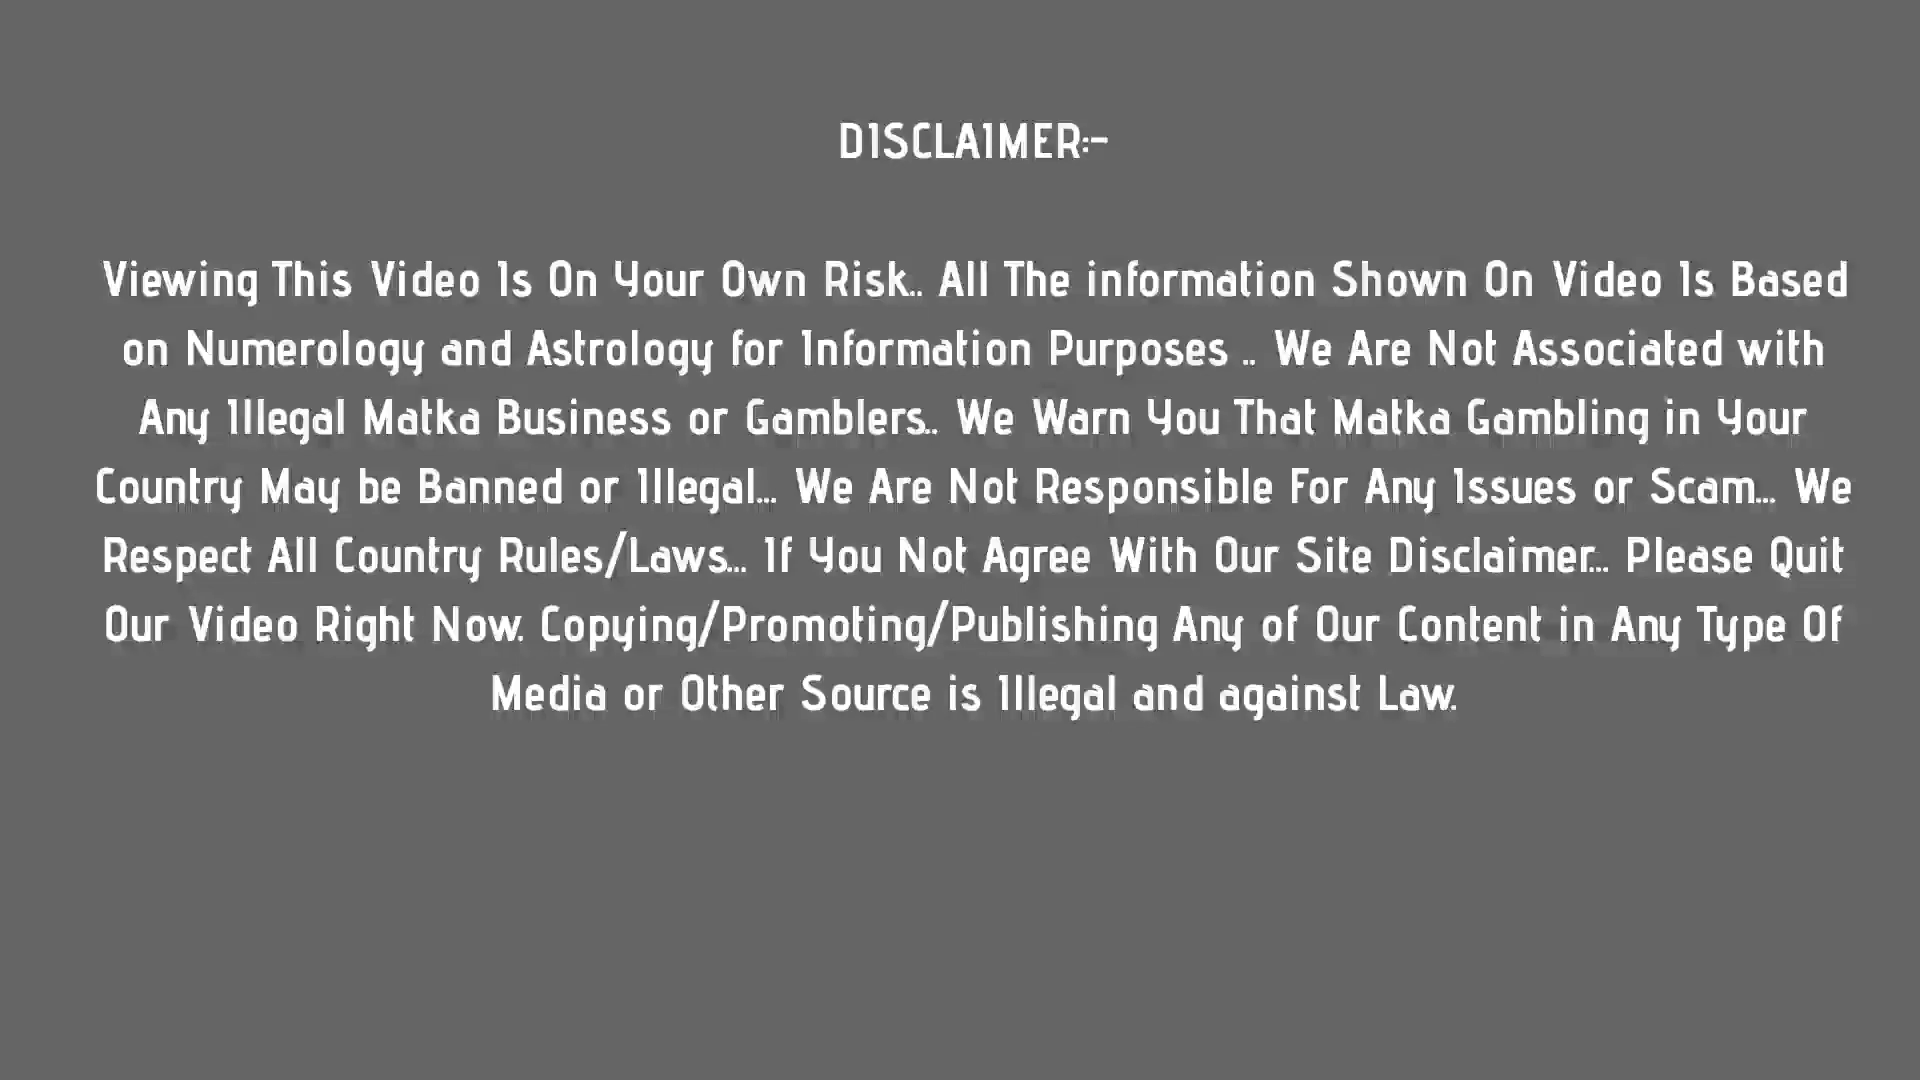 DISCLAIMER:-
Viewing This Video Is On Your Own Risk.. All The information Shown On Video Is Based
on Numerology and Astrology for Information Purposes .. We Are Not Associated with
Any Illegal Matka Business or Gamblers.. We Warn You That Matka Gambling in Your
Country May be Banned or Illegal... We Are Not Responsible For Any Issues or Scam... We
Respect All Country Rules/Laws... If You Not Agree With Our Site Disclaimer... Please Quit
Our Video Right Now. Copying/Promoting/Publishing Any of Our Content in Any Type Of
Media or Other Source is Illegal and against Law.